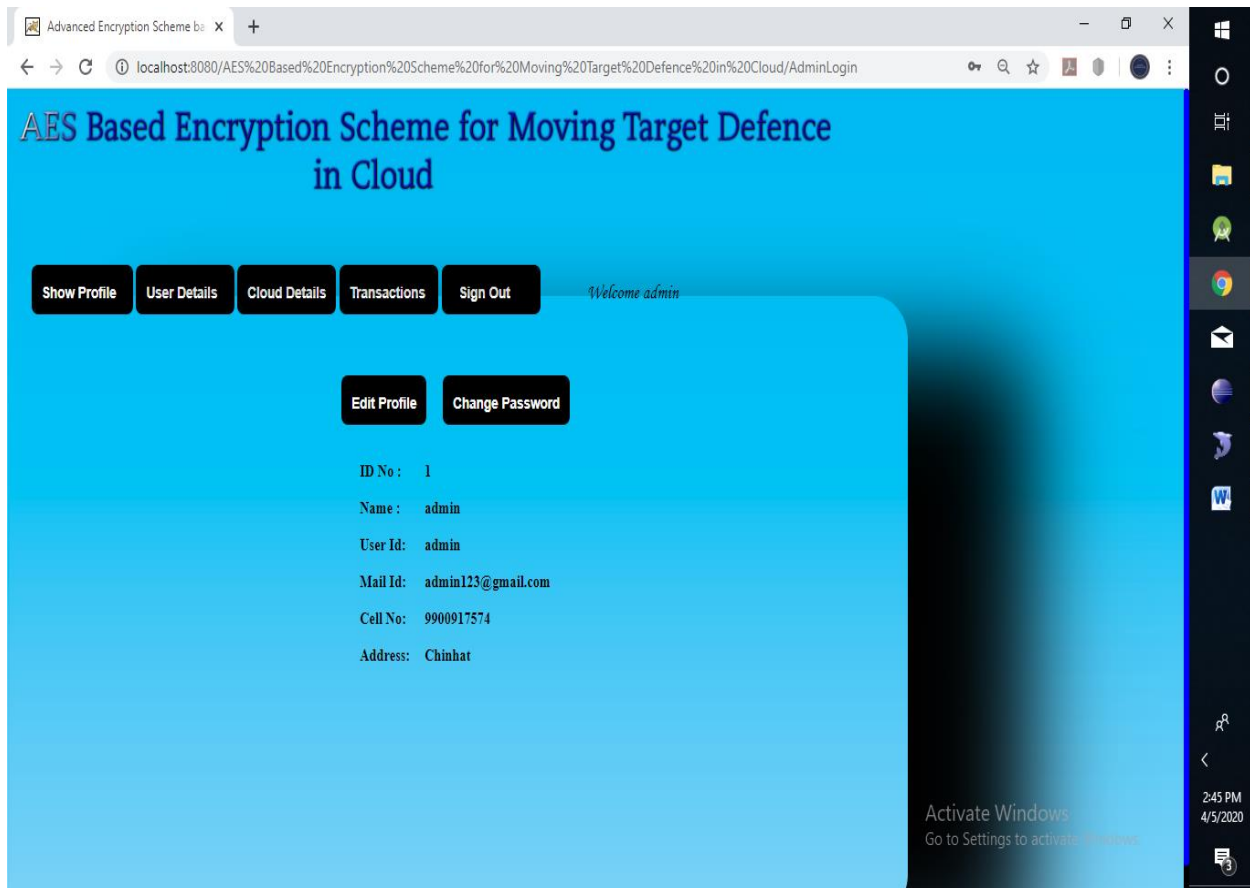 Advanced Encryption Scheme ba
localhost:8080/AES%20Based%20Encryption%20Scheme%20for%20Moving%20Target%20Defence%20in%20Cloud/AdminLogin
AES Based Encryption Scheme for Moving Target Defence
in Cloud
Show Profile User Details Cloud Details Transactions Sign Out Welcome admin
Edit Profile Change Password
ID No : 1
Name : admin
User Id: admin
Mail Id: admin123@gmail.com
Cell No: 9900917574
Address: Chinhat
Activate Windows
Go to Settings to activate Windows.
2:45 PM
4/5/2020
3